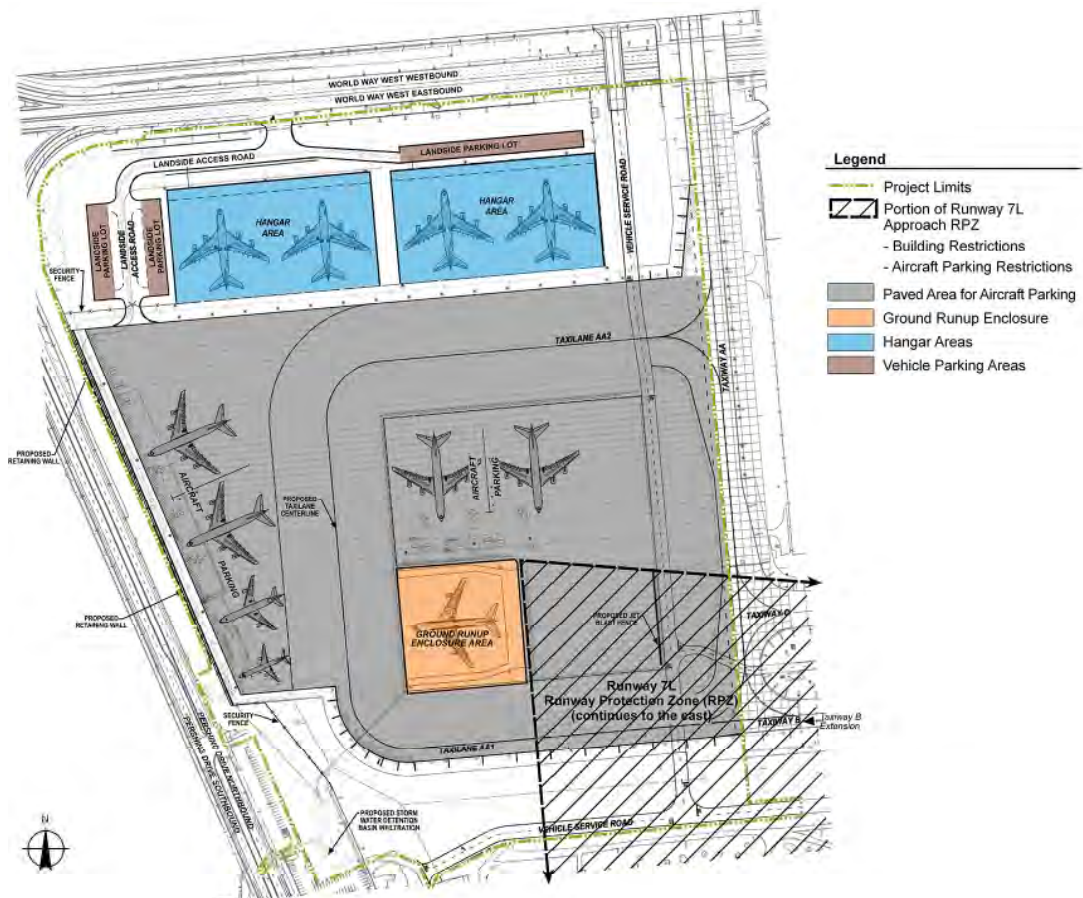 WORLD WAY WEST WESTBOUND
WORLD WAY WEST EASTBOUND
LANDSIDE ACCESS ROAD
LANDSIDE PARKING LOT
HANGAR
AREA
HANGAR
AREA
VEHICLE SERVICE ROAD
LANDSIDE
PARKING LOT
LANDSIDE
ACCESS ROAD
LANDSIDE
PARKING LOT
SECURITY
FENCE
TAXILANE AA2
TAXIWAY AA
PROPOSED
RETAINING WALL
AIRCRAFT
PARKING
AIRCRAFT
PARKING
PROPOSED
TAXILANE
CENTERLINE
PROPOSED
RETAINING WALL
GROUND RUNUP
ENCLOSURE AREA
PROPOSED JET
BLAST FENCE
TAXIWAY D
Runway 7L
Runway Protection Zone (RPZ)
(continues to the east)
TAXIWAY B
Taxiway B
Extension
SECURITY
FENCE
TAXILANE AA1
PERSHING DRIVE NORTHBOUND
PERSHING DRIVE SOUTHBOUND
PROPOSED STORM
WATER DETENTION
BASIN INFILTRATION
VEHICLE SERVICE ROAD
N
Legend
Project Limits
Portion of Runway 7L
Approach RPZ
- Building Restrictions
- Aircraft Parking Restrictions
Paved Area for Aircraft Parking
Ground Runup Enclosure
Hangar Areas
Vehicle Parking Areas